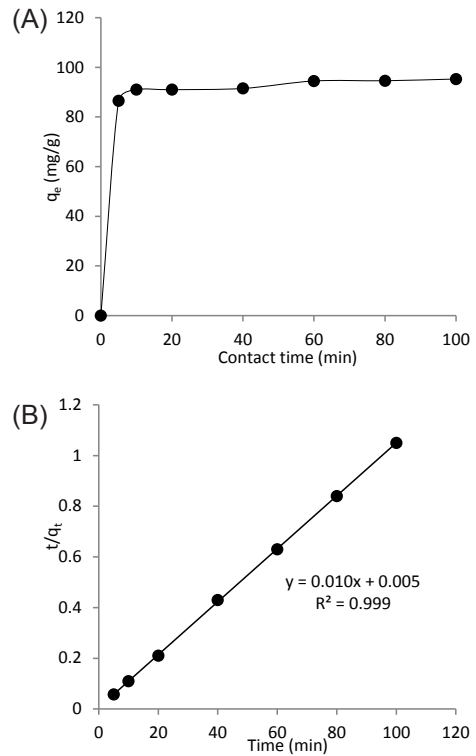 (A)
120
100
80
60
40
20
0
qe (mg/g)
0 20 40 60 80 100
Contact time (min)
(B)
1.2
1
0.8
0.6
0.4
0.2
0
t/qt
y = 0.010x + 0.005
R² = 0.999
0 20 40 60 80 100 120
Time (min)